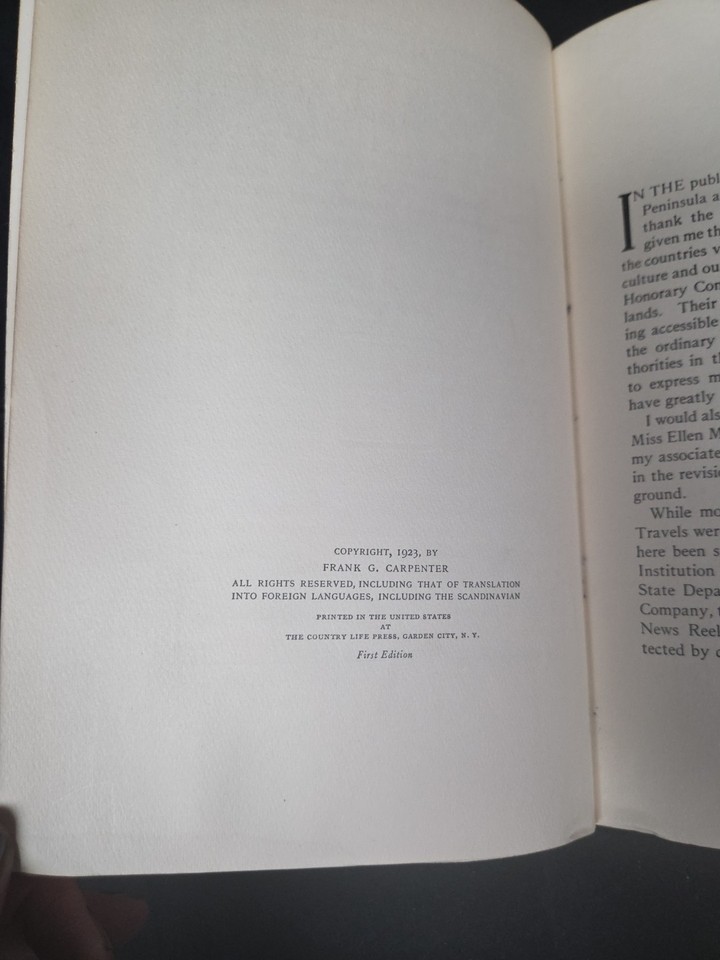 COPYRIGHT, 1923, BY
FRANK G. CARPENTER
ALL RIGHTS RESERVED, INCLUDING THAT OF TRANSLATION
INTO FOREIGN LANGUAGES, INCLUDING THE SCANDINAVIAN
PRINTED IN THE UNITED STATES
AT
THE COUNTRY LIFE PRESS, GARDEN CITY, N. Y.
First Edition
IN THE publ
Peninsula a
thank the
given me th
the countries v
culture and ou
Honorary Con
lands. Their
ing accessible
the ordinary
thorities in t
to express m
have greatly
I would als
Miss Ellen M
my associate
in the revisi
ground.
While mo
Travels wer
here been s
Institution
State Depa
Company,
News Reel
tected by c